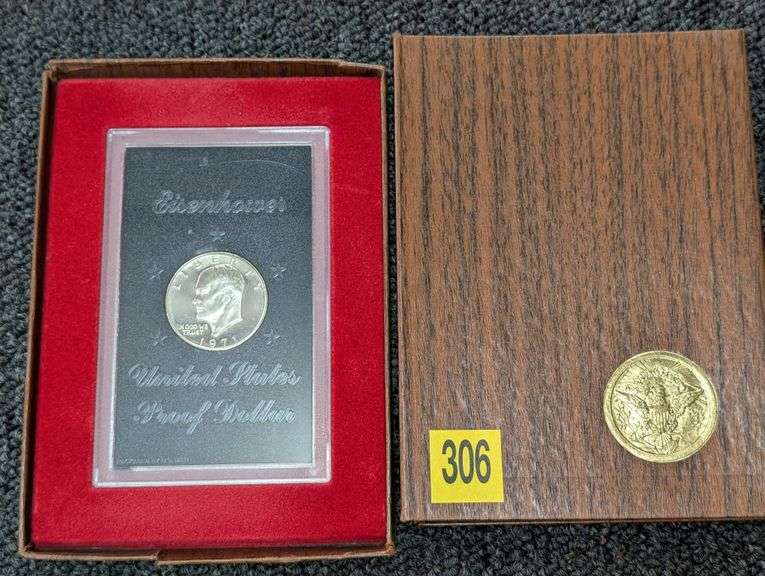 Eisenhower
LIBERTY
IN GOD WE
TRUST
1971
United States
Proof Dollar
306